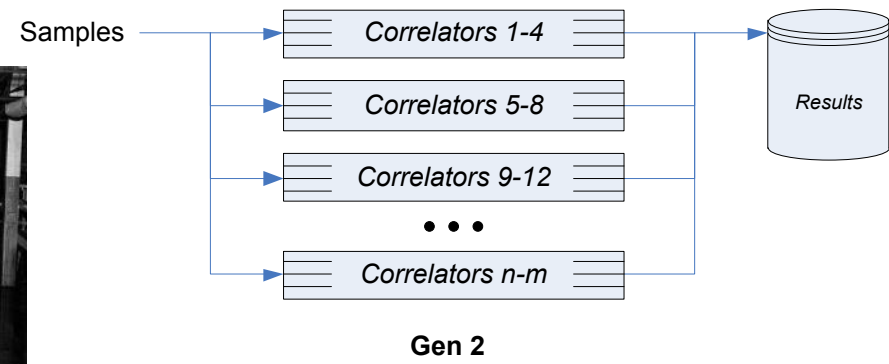 Samples
Correlators 1-4
Correlators 5-8
Results
Correlators 9-12
• • •
Correlators n-m
Gen 2